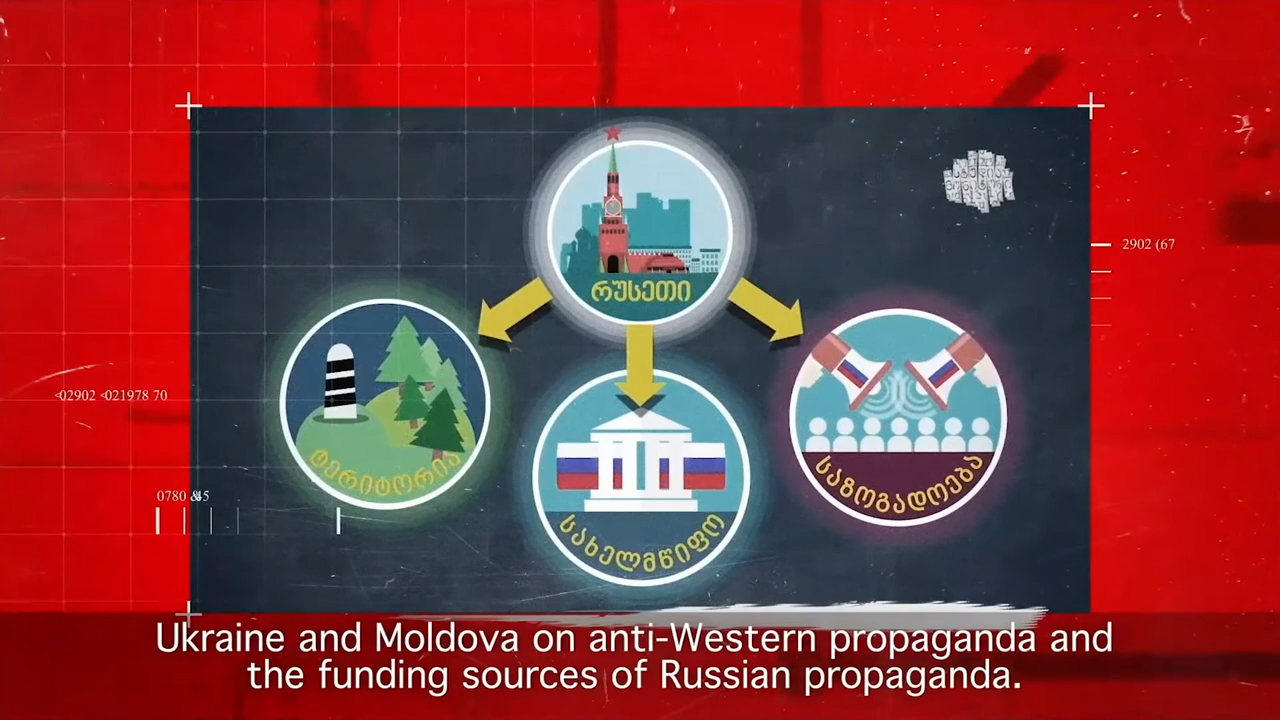 რუსეთი
2902 (67
<02902 <021978 70
ტერიტორია
საზოგადოება
0780
სახელმწიფო
Ukraine and Moldova on anti-Western propaganda and
the funding sources of Russian propaganda.